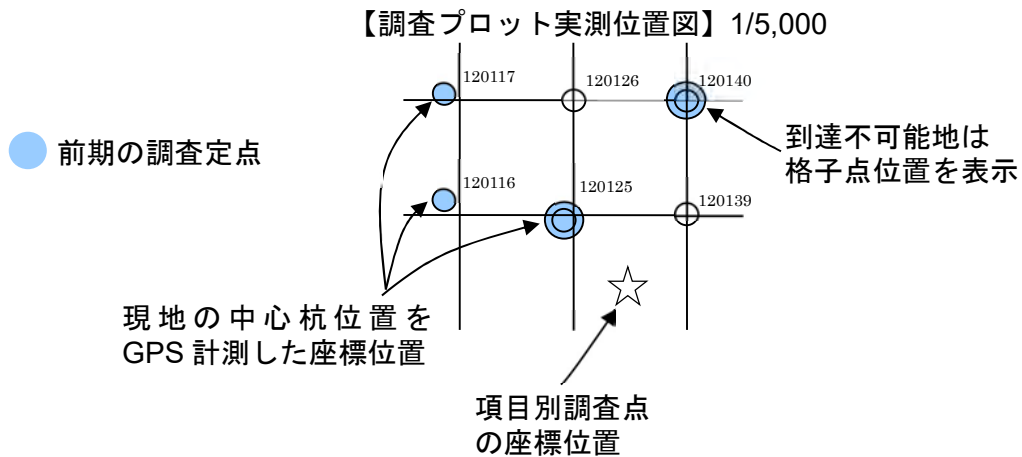 【調査プロット実測位置図】1/5,000
120117
120126
120140
前期の調査定点
到達不可能地は
格子点位置を表示
120116
120125
120139
現地の中心杭位置を
GPS計測した座標位置
項目別調査点
の座標位置